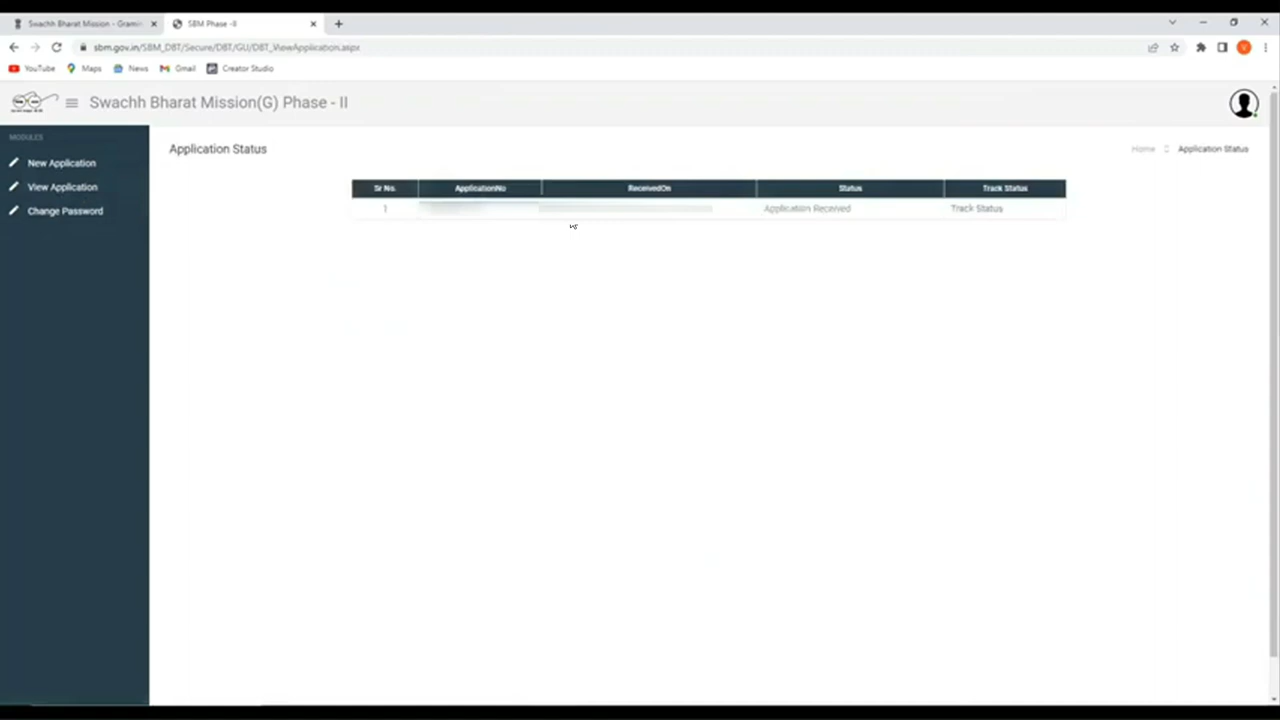 Swachh Bharat Mission - Gramin
SBM Phase -II
sbm.gov.in/SBM_DBT/Secure/DBT/GU/DBT_ViewApplication.aspx
YouTube Maps News Gmail Creator Studio
Swachh Bharat Mission(G) Phase - II
MODULES
New Application
View Application
Change Password
Application Status
Home Application Status
Sr No. ApplicationNo ReceivedOn Status Track Status
1 Application Received Track Status